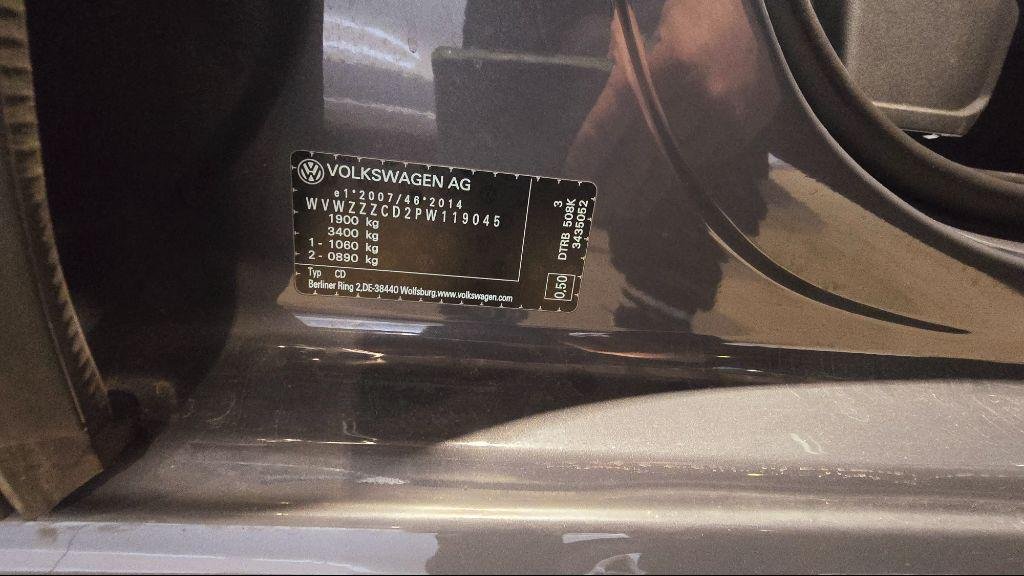 VOLKSWAGEN AG
e1*2007/46*2014
WVWZZZCD2PW119045
1900 kg
3400 kg
1 - 1060 kg
2 - 0890 kg
Typ CD
Berliner Ring 2,DE-38440 Wolfsburg,www.volkswagen.com
3
DTRB 508K
3435052
0.50